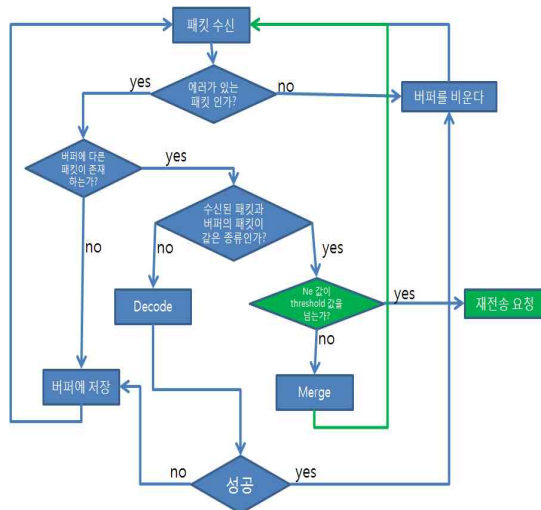 패킷 수신
에러가 있는
패킷 인가?
yes
no
버퍼를 비운다
버퍼에 다른
패킷이 존재
하는가?
yes
no
수신된 패킷과
버퍼의 패킷이
같은 종류인가?
no
yes
Decode
Ne 값이
threshold 값을
넘는가?
yes
재전송 요청
no
Merge
버퍼에 저장
성공
no
yes